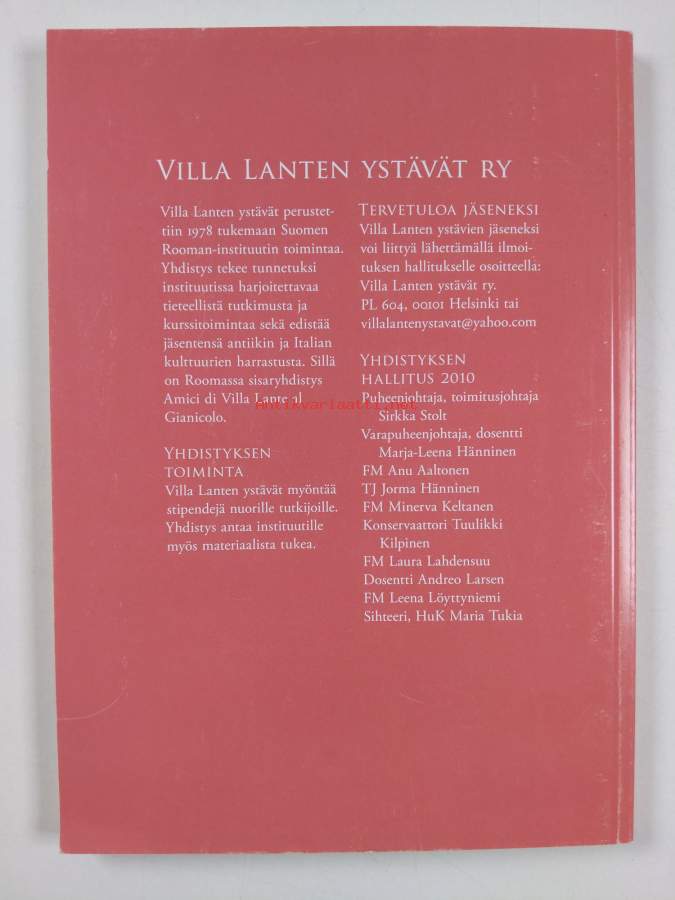 VILLA LANTEN YSTÄVÄT RY
Villa Lanten ystävät perustet-
tiin 1978 tukemaan Suomen
Rooman-instituutin toimintaa.
Yhdistys tekee tunnetuksi
instituutissa harjoitettavaa
tieteellistä tutkimusta ja
kurssitoimintaa sekä edistää
jäsentensä antiikin ja Italian
kulttuurien harrastusta. Sillä
on Roomassa sisaryhdistys
Amici di Villa Lante al
Gianicolo.
YHDISTYKSEN
TOIMINTA
Villa Lanten ystävät myöntää
stipendejä nuorille tutkijoille.
Yhdistys antaa instituutille
myös materiaalista tukea.
TERVETULOA JÄSENEKSI
Villa Lanten ystävien jäseneksi
voi liittyä lähettämällä ilmoi-
tuksen hallitukselle osoitteella:
Villa Lanten ystävät ry.
PL 604, 00101 Helsinki tai
villalantenystavat@yahoo.com
YHDISTYKSEN
HALLITUS 2010
Puheenjohtaja, toimitusjohtaja
Sirkka Stolt
Varapuheenjohtaja, dosentti
Marja-Leena Hänninen
FM Anu Aaltonen
TJ Jorma Hänninen
FM Minerva Keltanen
Konservaattori Tuulikki
Kilpinen
FM Laura Lahdensuu
Dosentti Andreo Larsen
FM Leena Löyttyniemi
Sihteeri, HuK Maria Tukia
Antikvariaatti.net